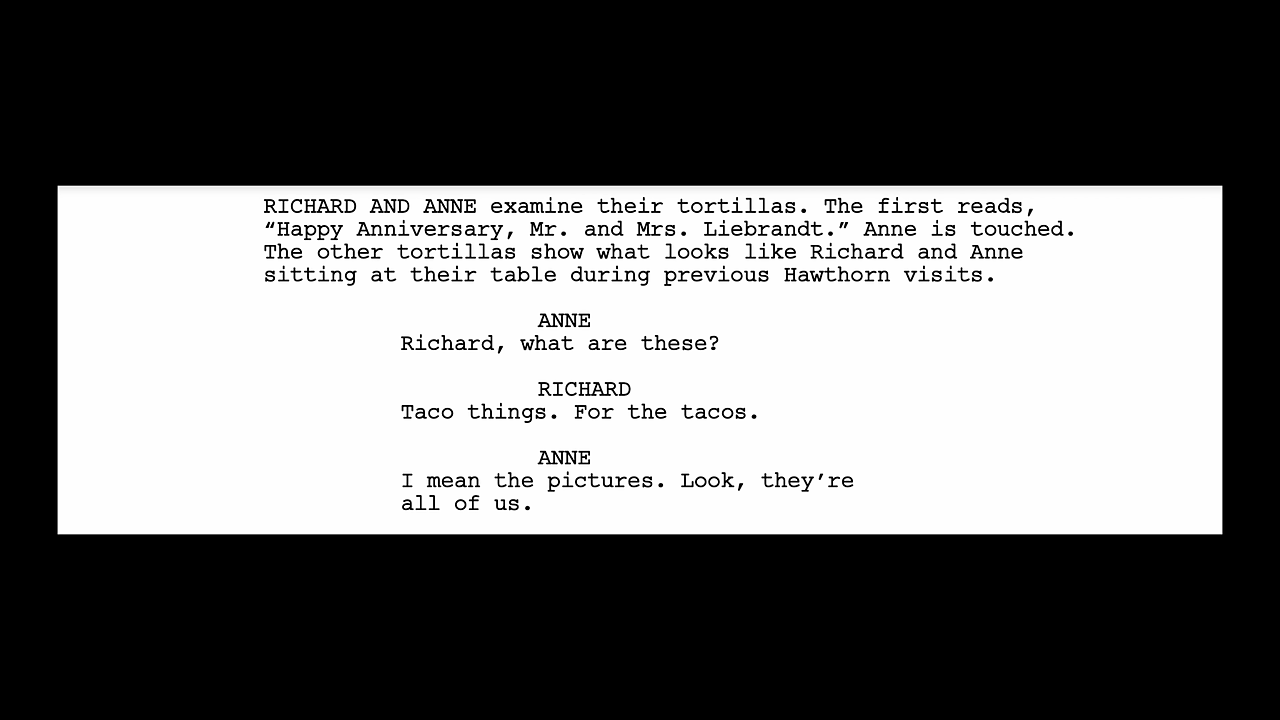 RICHARD AND ANNE examine their tortillas. The first reads,
“Happy Anniversary, Mr. and Mrs. Liebrandt.” Anne is touched.
The other tortillas show what looks like Richard and Anne
sitting at their table during previous Hawthorn visits.
ANNE
Richard, what are these?
RICHARD
Taco things. For the tacos.
ANNE
I mean the pictures. Look, they’re
all of us.